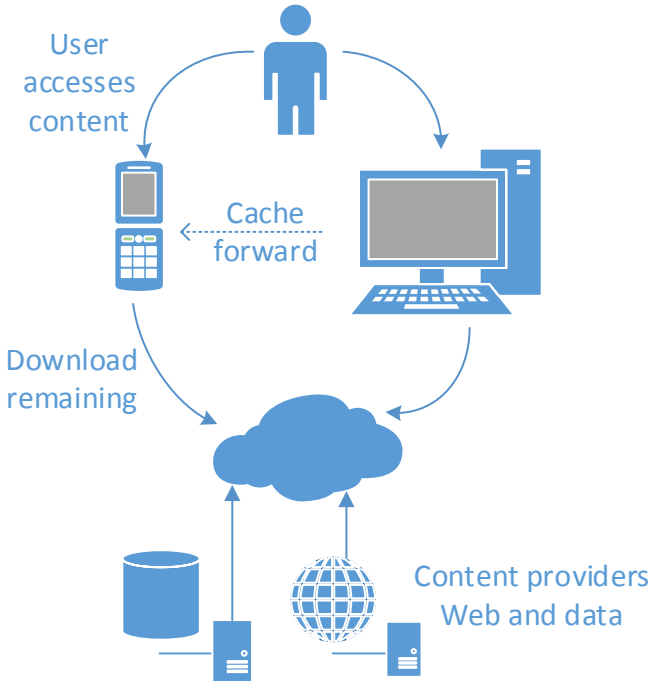 User
accesses
content
Cache
forward
Download
remaining
Content providers
Web and data